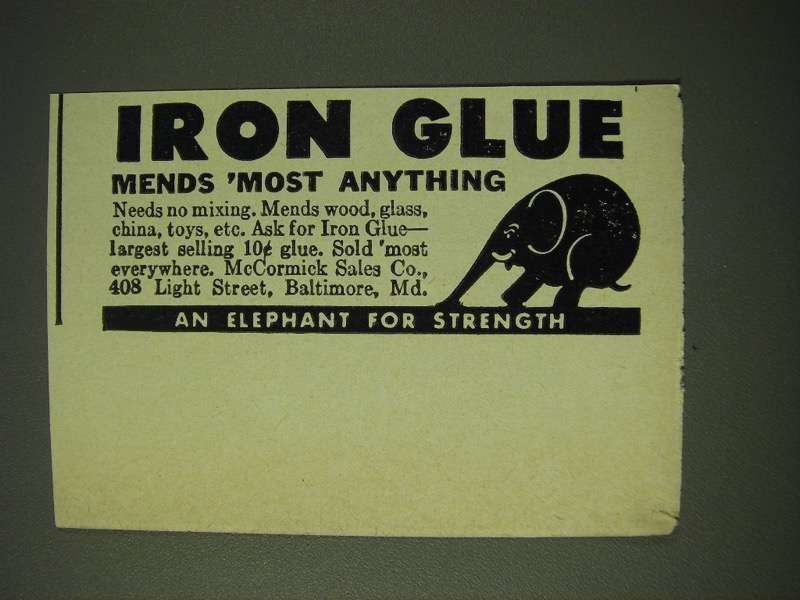 IRON GLUE
MENDS 'MOST ANYTHING
Needs no mixing. Mends wood, glass,
china, toys, etc. Ask for Iron Glue—
largest selling 10¢ glue. Sold 'most
everywhere. McCormick Sales Co.,
408 Light Street, Baltimore, Md.
AN ELEPHANT FOR STRENGTH